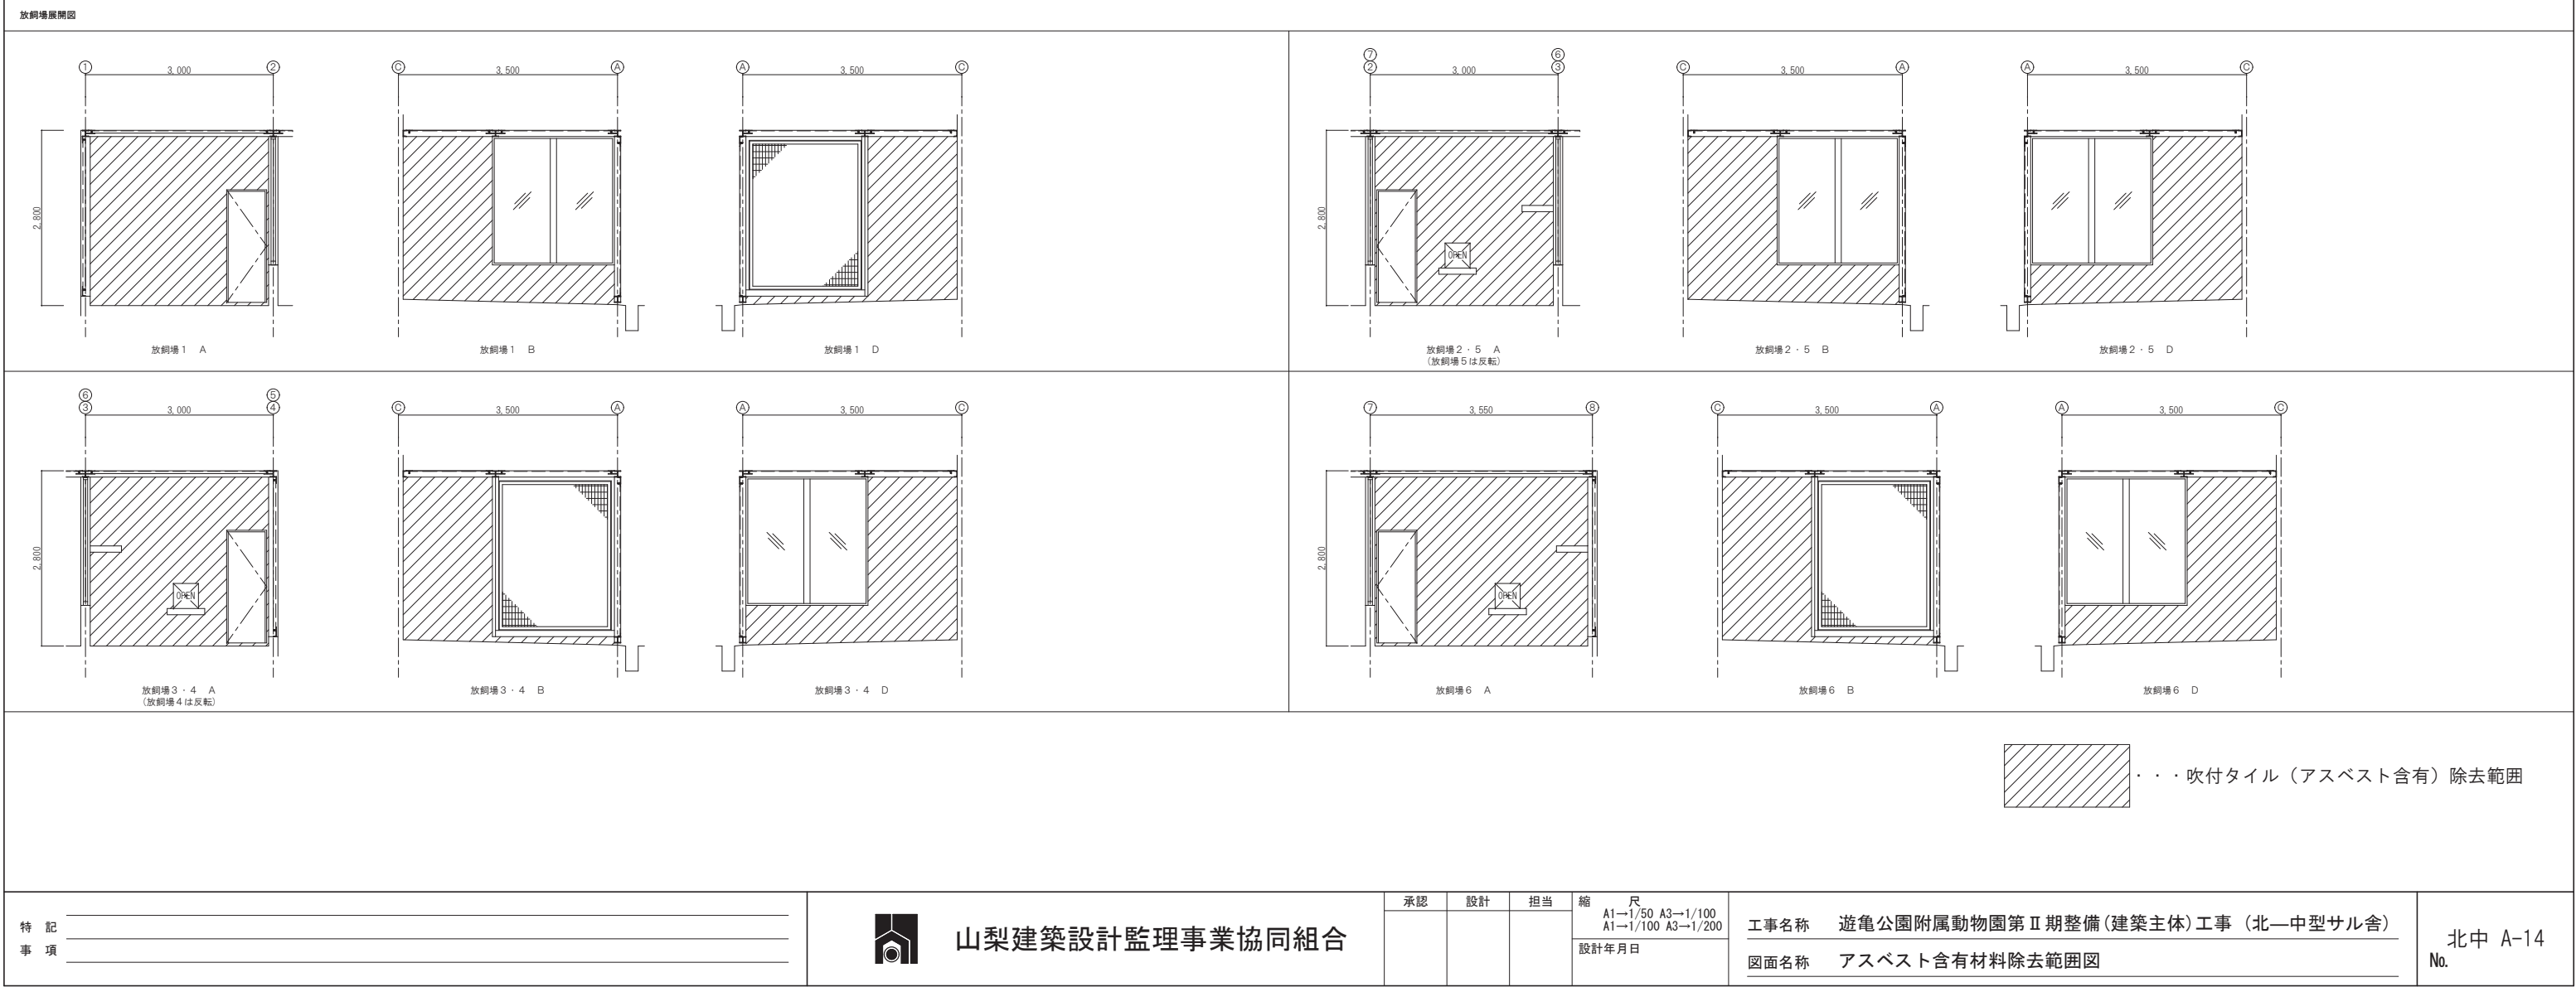 放飼場展開図
① 3,000 ②
Ⓒ 3,500 Ⓐ
Ⓐ 3,500 Ⓒ
2,800
放飼場1 A
放飼場1 B
放飼場1 D
⑦ ⑥
② 3,000 ③
Ⓒ 3,500 Ⓐ
Ⓐ 3,500 Ⓒ
2,800
OPEN
放飼場2・5 A
(放飼場5は反転)
放飼場2・5 B
放飼場2・5 D
⑥ ⑤
③ 3,000 ④
Ⓒ 3,500 Ⓐ
Ⓐ 3,500 Ⓒ
2,800
OPEN
放飼場3・4 A
(放飼場4は反転)
放飼場3・4 B
放飼場3・4 D
⑦ 3,550 ⑧
Ⓒ 3,500 Ⓐ
Ⓐ 3,500 Ⓒ
2,800
OPEN
放飼場6 A
放飼場6 B
放飼場6 D
・・・吹付タイル（アスベスト含有）除去範囲
特 記
事 項
山梨建築設計監理事業協同組合
承認 設計 担当
縮 尺
A1→1/50 A3→1/100
A1→1/100 A3→1/200
設計年月日
工事名称 遊亀公園附属動物園第Ⅱ期整備(建築主体)工事 (北―中型サル舎)
図面名称 アスベスト含有材料除去範囲図
北中 A-14
No.